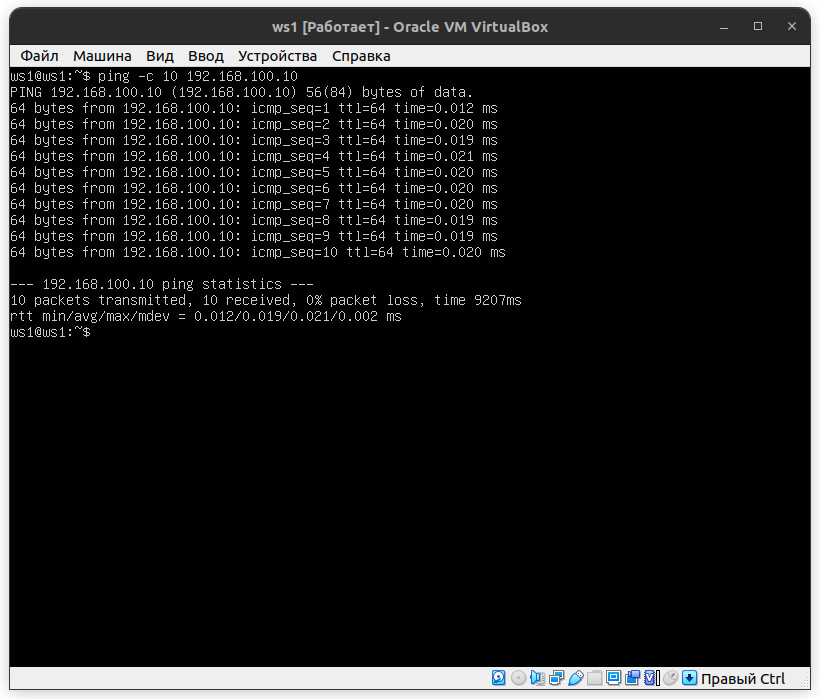 ws1 [Работает] - Oracle VM VirtualBox
Файл Машина Вид Ввод Устройства Справка
ws1@ws1:~$ ping -c 10 192.168.100.10
PING 192.168.100.10 (192.168.100.10) 56(84) bytes of data.
64 bytes from 192.168.100.10: icmp_seq=1 ttl=64 time=0.012 ms
64 bytes from 192.168.100.10: icmp_seq=2 ttl=64 time=0.020 ms
64 bytes from 192.168.100.10: icmp_seq=3 ttl=64 time=0.019 ms
64 bytes from 192.168.100.10: icmp_seq=4 ttl=64 time=0.021 ms
64 bytes from 192.168.100.10: icmp_seq=5 ttl=64 time=0.020 ms
64 bytes from 192.168.100.10: icmp_seq=6 ttl=64 time=0.020 ms
64 bytes from 192.168.100.10: icmp_seq=7 ttl=64 time=0.020 ms
64 bytes from 192.168.100.10: icmp_seq=8 ttl=64 time=0.019 ms
64 bytes from 192.168.100.10: icmp_seq=9 ttl=64 time=0.019 ms
64 bytes from 192.168.100.10: icmp_seq=10 ttl=64 time=0.020 ms
--- 192.168.100.10 ping statistics ---
10 packets transmitted, 10 received, 0% packet loss, time 9207ms
rtt min/avg/max/mdev = 0.012/0.019/0.021/0.002 ms
ws1@ws1:~$
Правый Ctrl